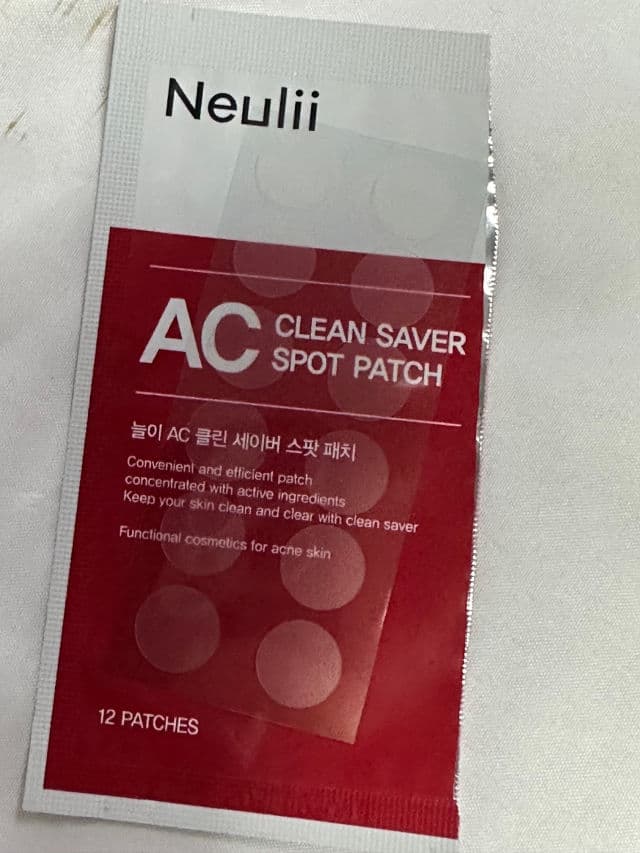 Neulii
AC CLEAN SAVER
SPOT PATCH
늘이 AC 클린 세이버 스팟 패치
Convenient and efficient patch
concentrated with active ingredients
Keep your skin clean and clear with clean saver
Functional cosmetics for acne skin
12 PATCHES